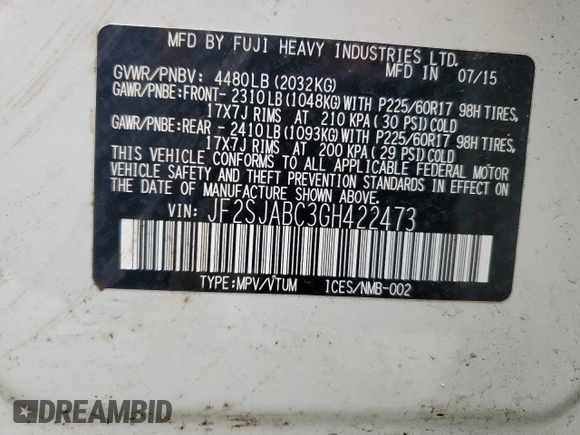 MFD BY FUJI HEAVY INDUSTRIES LTD.
MFD IN 07/15
GVWR/PNBV: 4480LB (2032KG)
GAWR/PNBE:FRONT- 2310LB (1048KG)WITH P225/60R17 98H TIRES,
17X7J RIMS AT 210 KPA (30 PSI)COLD
GAWR/PNBE:REAR - 2410LB (1093KG)WITH P225/60R17 98H TIRES,
17X7J RIMS AT 200 KPA (29 PSI)COLD
THIS VEHICLE CONFORMS TO ALL APPLICABLE FEDERAL MOTOR
VEHICLE SAFETY AND THEFT PREVENTION STANDARDS IN EFFECT ON
THE DATE OF MANUFACTURE SHOWN ABOVE.
VIN: JF2SJABC3GH422473
TYPE:MPV/VTUM ICES/NMB-002
DREAMBID